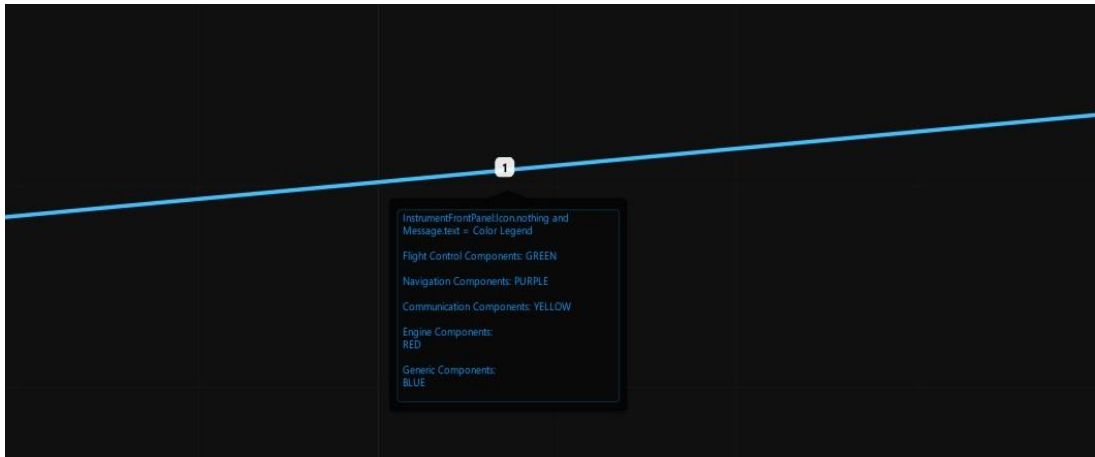 1
InstrumentFrontPanel:Icon.nothing and
Message.text = Color Legend
Flight Control Components: GREEN
Navigation Components: PURPLE
Communication Components: YELLOW
Engine Components:
RED
Generic Components:
BLUE